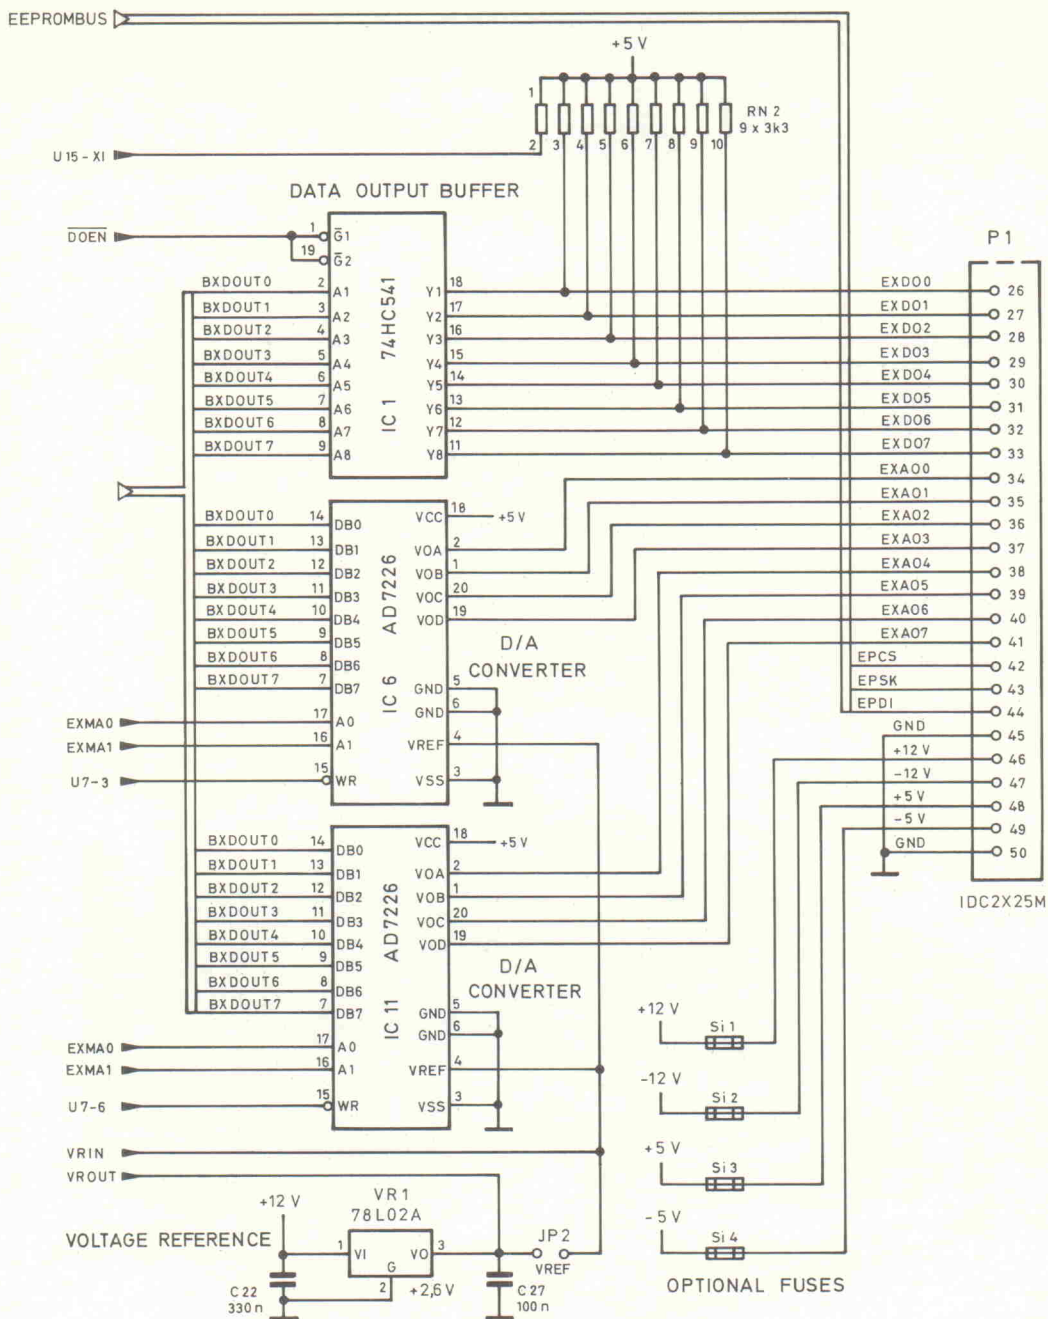 EEPROMBUS
+5 V
1
RN 2
9 x 3k3
2 3 4 5 6 7 8 9 10
U15-XI
DATA OUTPUT BUFFER
DOEN
1 G1
19 G2
BXDOUT0 2 A1 Y1 18 EXDO0
BXDOUT1 3 A2 Y2 17 EXDO1
BXDOUT2 4 A3 Y3 16 EXDO2
BXDOUT3 5 A4 Y4 15 EXDO3
BXDOUT4 6 A5 Y5 14 EXDO4
BXDOUT5 7 A6 Y6 13 EXDO5
BXDOUT6 8 A7 Y7 12 EXDO6
BXDOUT7 9 A8 Y8 11 EXDO7
74HC541
IC 1
BXDOUT0 14 DB0 VCC 18 +5 V
BXDOUT1 13 DB1 VOA 2
BXDOUT2 12 DB2 VOB 1
BXDOUT3 11 DB3 VOC 20
BXDOUT4 10 DB4 VOD 19
BXDOUT5 9 DB5
BXDOUT6 8 DB6
BXDOUT7 7 DB7 GND 5
GND 6
EXMA0 17 A0
EXMA1 16 A1 VREF 4
U7-3 15 WR VSS 3
AD7226
IC 6
D/A
CONVERTER
BXDOUT0 14 DB0 VCC 18 +5 V
BXDOUT1 13 DB1 VOA 2
BXDOUT2 12 DB2 VOB 1
BXDOUT3 11 DB3 VOC 20
BXDOUT4 10 DB4 VOD 19
BXDOUT5 9 DB5
BXDOUT6 8 DB6
BXDOUT7 7 DB7 GND 5
GND 6
EXMA0 17 A0
EXMA1 16 A1 VREF 4
U7-6 15 WR VSS 3
AD7226
IC 11
D/A
CONVERTER
P1
26
27
28
29
30
31
32
33
EXAO0 34
EXAO1 35
EXAO2 36
EXAO3 37
EXAO4 38
EXAO5 39
EXAO6 40
EXAO7 41
EPCS 42
EPSK 43
EPDI 44
GND 45
+12 V 46
-12 V 47
+5 V 48
-5 V 49
GND 50
IDC2X25M
VRIN
VROUT
+12 V
VOLTAGE REFERENCE
VR1
78L02A
1 VI VO 3
G
2
+2,6 V
C 22
330 n
C 27
100 n
JP2
VREF
+12 V Si 1
-12 V Si 2
+5 V Si 3
-5 V Si 4
OPTIONAL FUSES